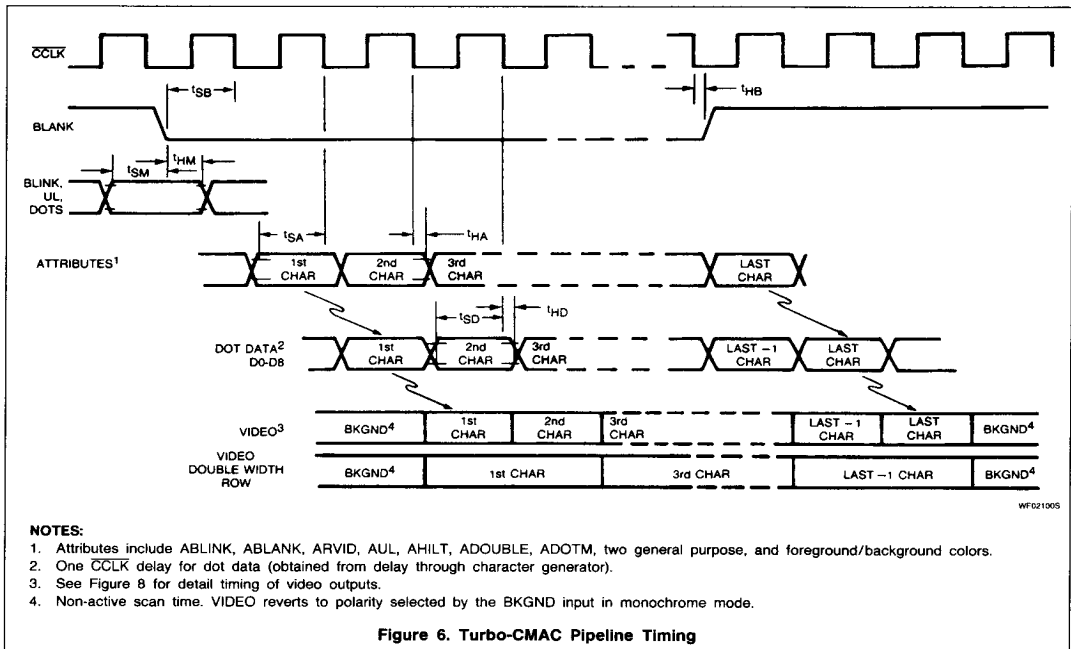 CCLK
tSB
tHB
BLANK
tHM
tSM
BLINK,
UL,
DOTS
tSA
tHA
ATTRIBUTES1
1st
CHAR
2nd
CHAR
3rd
CHAR
LAST
CHAR
tSD
tHD
DOT DATA2
D0-D8
1st
CHAR
2nd
CHAR
3rd
CHAR
LAST −1
CHAR
LAST
CHAR
VIDEO3
BKGND4
1st
CHAR
2nd
CHAR
3rd
CHAR
LAST − 1
CHAR
LAST
CHAR
BKGND4
VIDEO
DOUBLE WIDTH
ROW
BKGND4
1st CHAR
3rd CHAR
LAST −1 CHAR
BKGND4
WF02100S
NOTES:
1. Attributes include ABLINK, ABLANK, ARVID, AUL, AHILT, ADOUBLE, ADOTM, two general purpose, and foreground/background colors.
2. One CCLK delay for dot data (obtained from delay through character generator).
3. See Figure 8 for detail timing of video outputs.
4. Non-active scan time. VIDEO reverts to polarity selected by the BKGND input in monochrome mode.
Figure 6. Turbo-CMAC Pipeline Timing